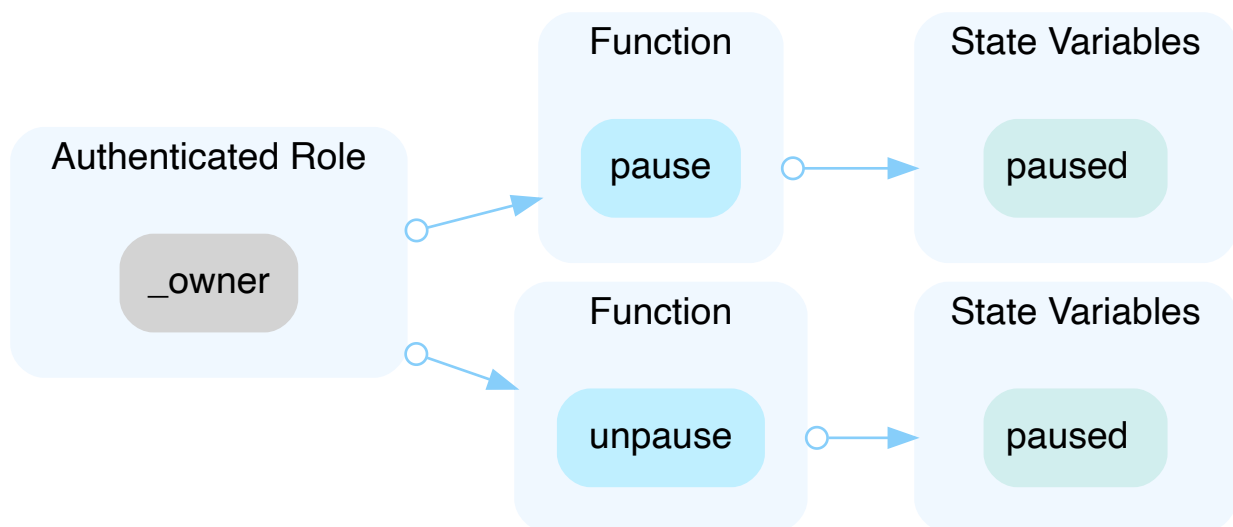 Authenticated Role
_owner
Function
pause
State Variables
paused
Function
unpause
State Variables
paused